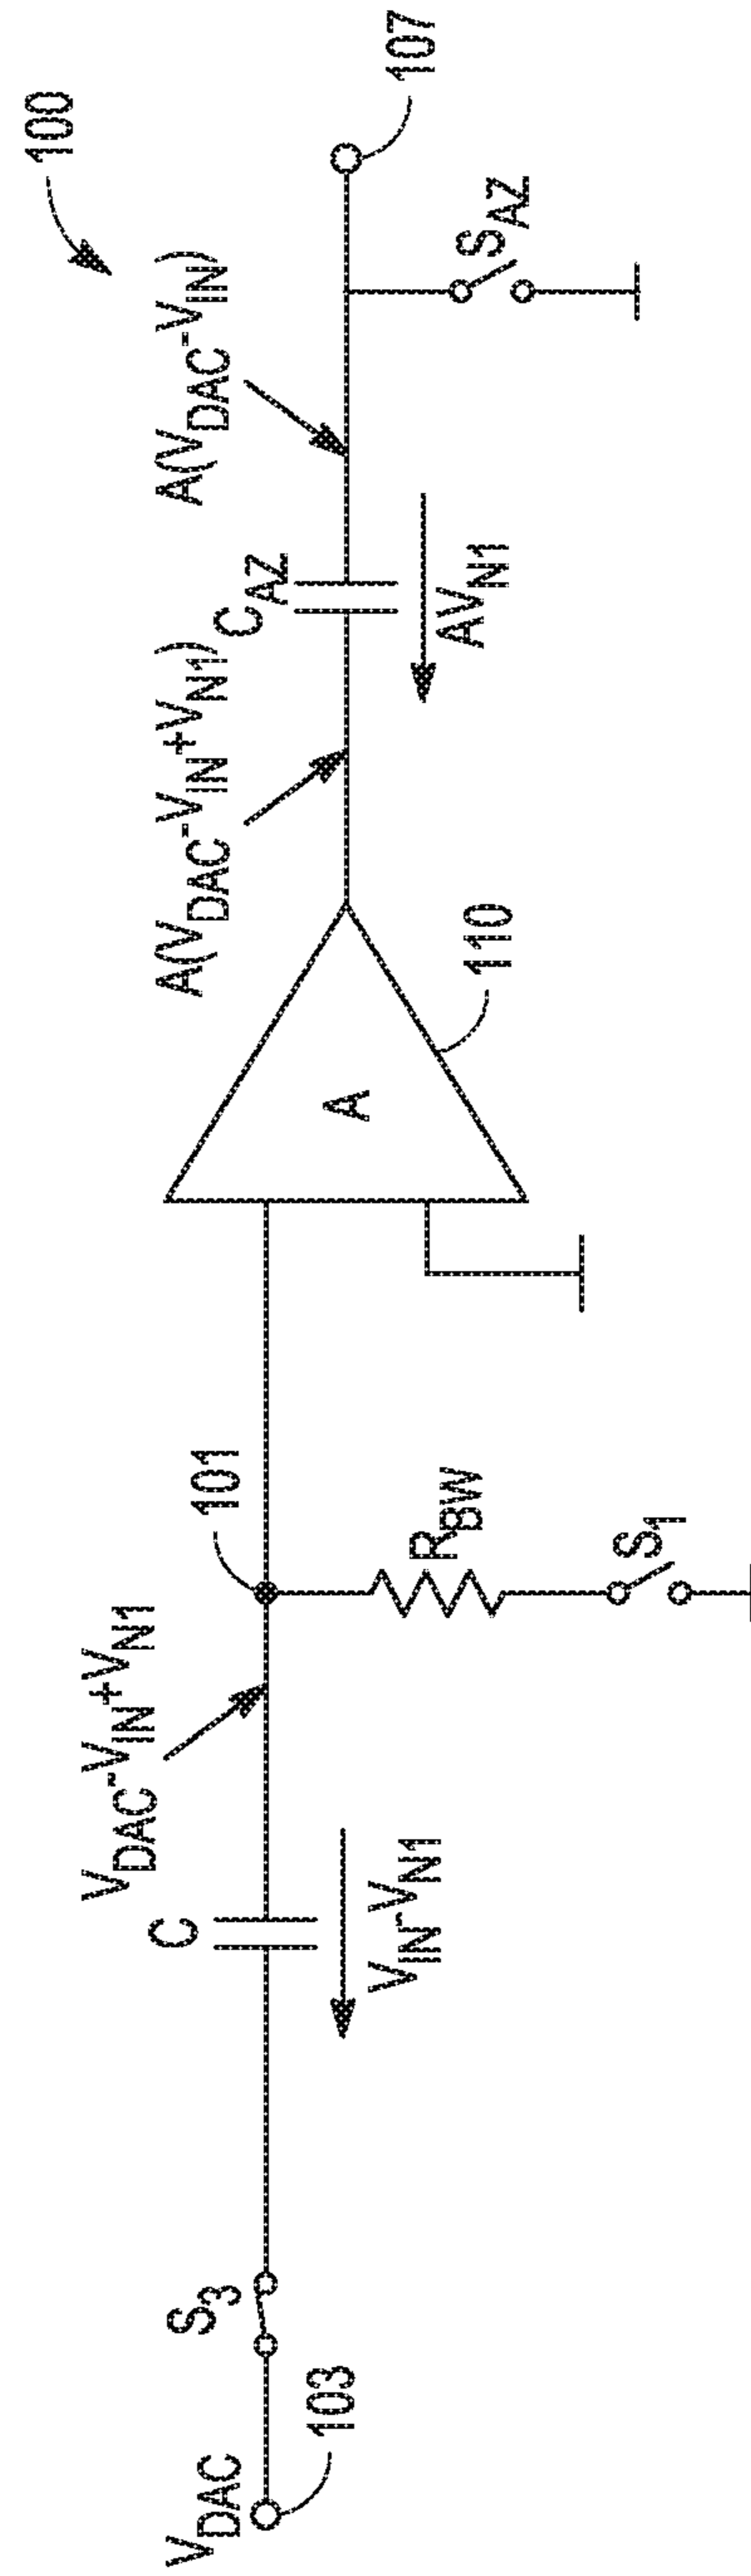 100
V_DAC
103
S_3
C
V_IN-V_N1
V_DAC-V_IN+V_N1
101
R_BW
S_1
A
110
A(V_DAC-V_IN+V_N1)
C_AZ
AV_N1
A(V_DAC-V_IN)
S_AZ
107